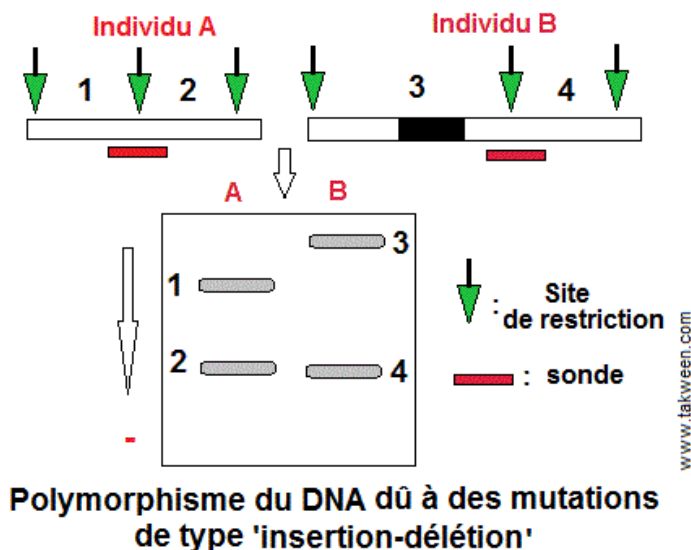 Individu A
Individu B
1 2
3 4
A B
3
1
2 4
-
: Site
de restriction
: sonde
www.takween.com
Polymorphisme du DNA dû à des mutations
de type 'insertion-délétion'